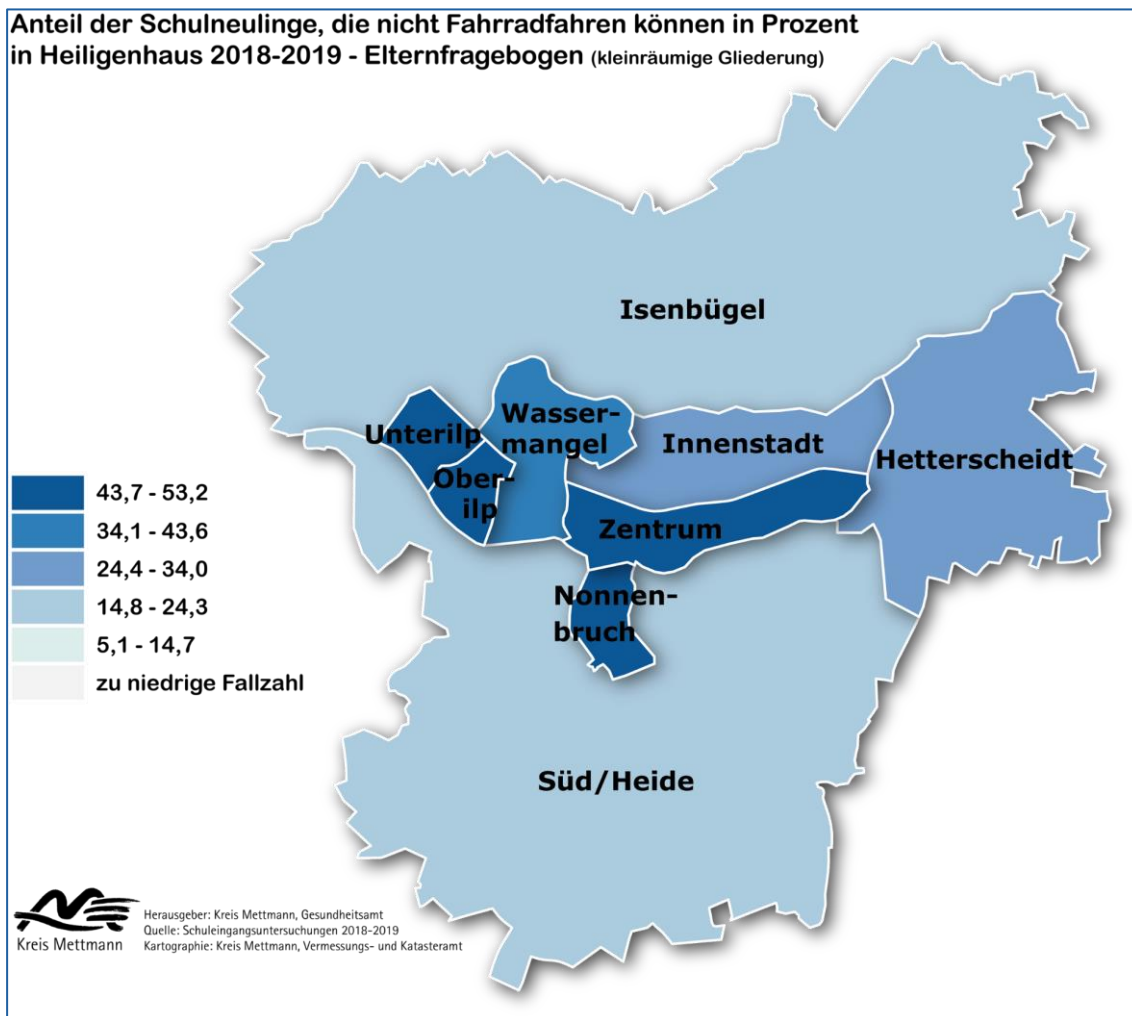 Anteil der Schulneulinge, die nicht Fahrradfahren können in Prozent
in Heiligenhaus 2018-2019 - Elternfragebogen (kleinräumige Gliederung)
Isenbügel
Unterilp
Wasser-
mangel
Innenstadt
Hetterscheidt
Ober-
ilp
Zentrum
Nonnen-
bruch
Süd/Heide
43,7 - 53,2
34,1 - 43,6
24,4 - 34,0
14,8 - 24,3
5,1 - 14,7
zu niedrige Fallzahl
Kreis Mettmann
Herausgeber: Kreis Mettmann, Gesundheitsamt
Quelle: Schuleingangsuntersuchungen 2018-2019
Kartographie: Kreis Mettmann, Vermessungs- und Katasteramt